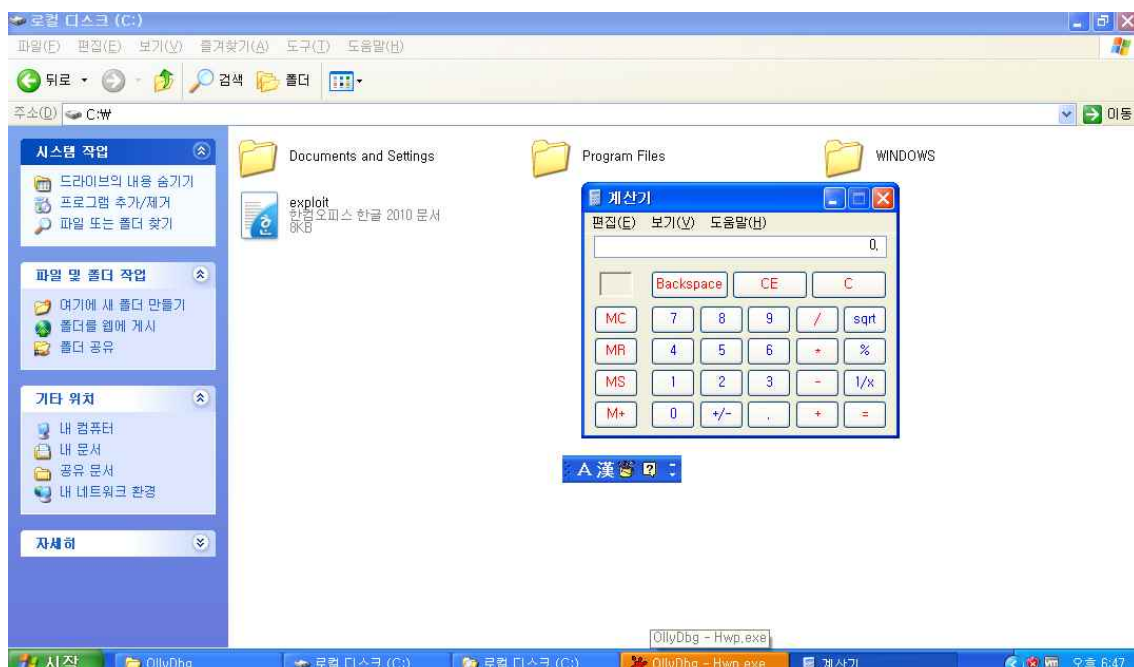 로컬 디스크 (C:)
파일(F) 편집(E) 보기(V) 즐겨찾기(A) 도구(T) 도움말(H)
뒤로 검색 폴더
주소(D) C:₩ 이동
시스템 작업
드라이브의 내용 숨기기
프로그램 추가/제거
파일 또는 폴더 찾기
파일 및 폴더 작업
여기에 새 폴더 만들기
폴더를 웹에 게시
폴더 공유
기타 위치
내 컴퓨터
내 문서
공유 문서
내 네트워크 환경
자세히
Documents and Settings
Program Files
WINDOWS
exploit
한컴오피스 한글 2010 문서
8KB
계산기
편집(E) 보기(V) 도움말(H)
0.
Backspace CE C
MC 7 8 9 / sqrt
MR 4 5 6 * %
MS 1 2 3 - 1/x
M+ 0 +/- . + =
A 漢
OllyDbg - Hwp.exe
시작 OllyDbg 로컬 디스크 (C:) 로컬 디스크 (C:) OllyDbg - Hwp.exe 계산기 오후 6:47